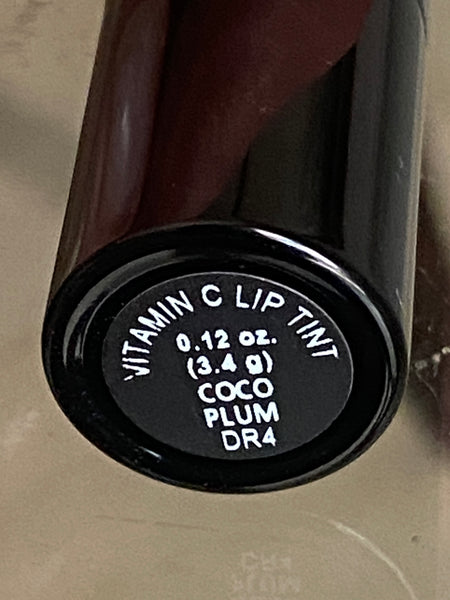 VITAMIN C LIP TINT
0.12 oz.
(3.4 g)
COCO
PLUM
DR4